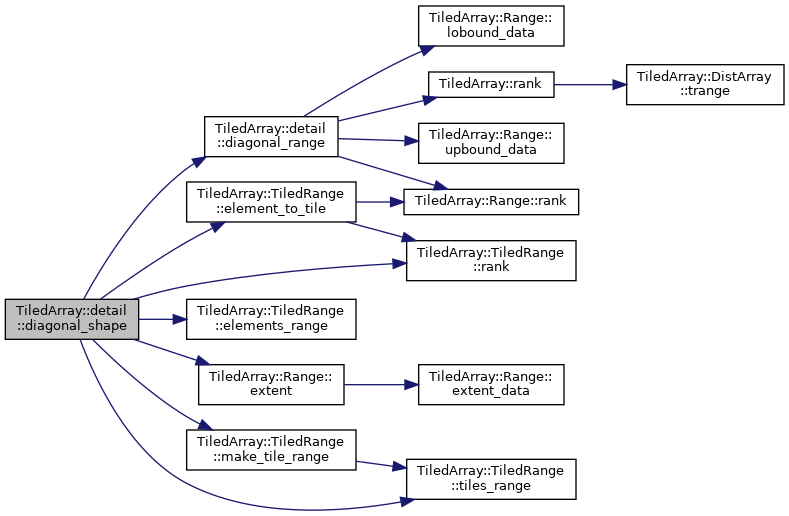 TiledArray::Range::
lobound_data
TiledArray::rank
TiledArray::DistArray
::trange
TiledArray::detail
::diagonal_range
TiledArray::Range::
upbound_data
TiledArray::TiledRange
::element_to_tile
TiledArray::Range::rank
TiledArray::TiledRange
::rank
TiledArray::detail
::diagonal_shape
TiledArray::TiledRange
::elements_range
TiledArray::Range::
extent
TiledArray::Range::
extent_data
TiledArray::TiledRange
::make_tile_range
TiledArray::TiledRange
::tiles_range